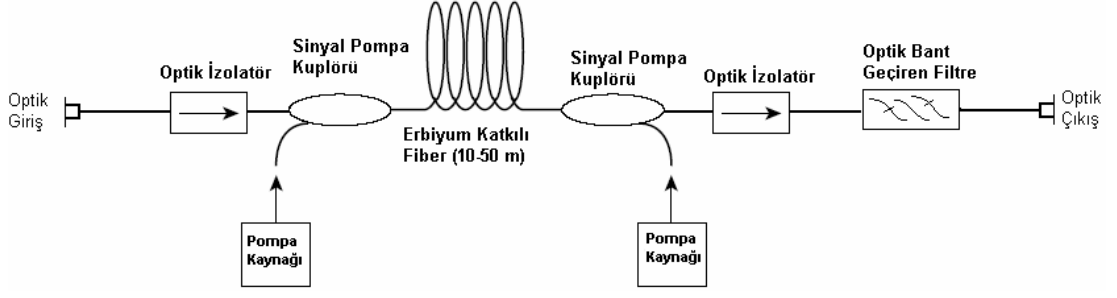 Optik
Giriş
Optik İzolatör
Sinyal Pompa
Kuplörü
Pompa
Kaynağı
Erbiyum Katkılı
Fiber (10-50 m)
Sinyal Pompa
Kuplörü
Pompa
Kaynağı
Optik İzolatör
Optik Bant
Geçiren Filtre
Optik
Çıkış